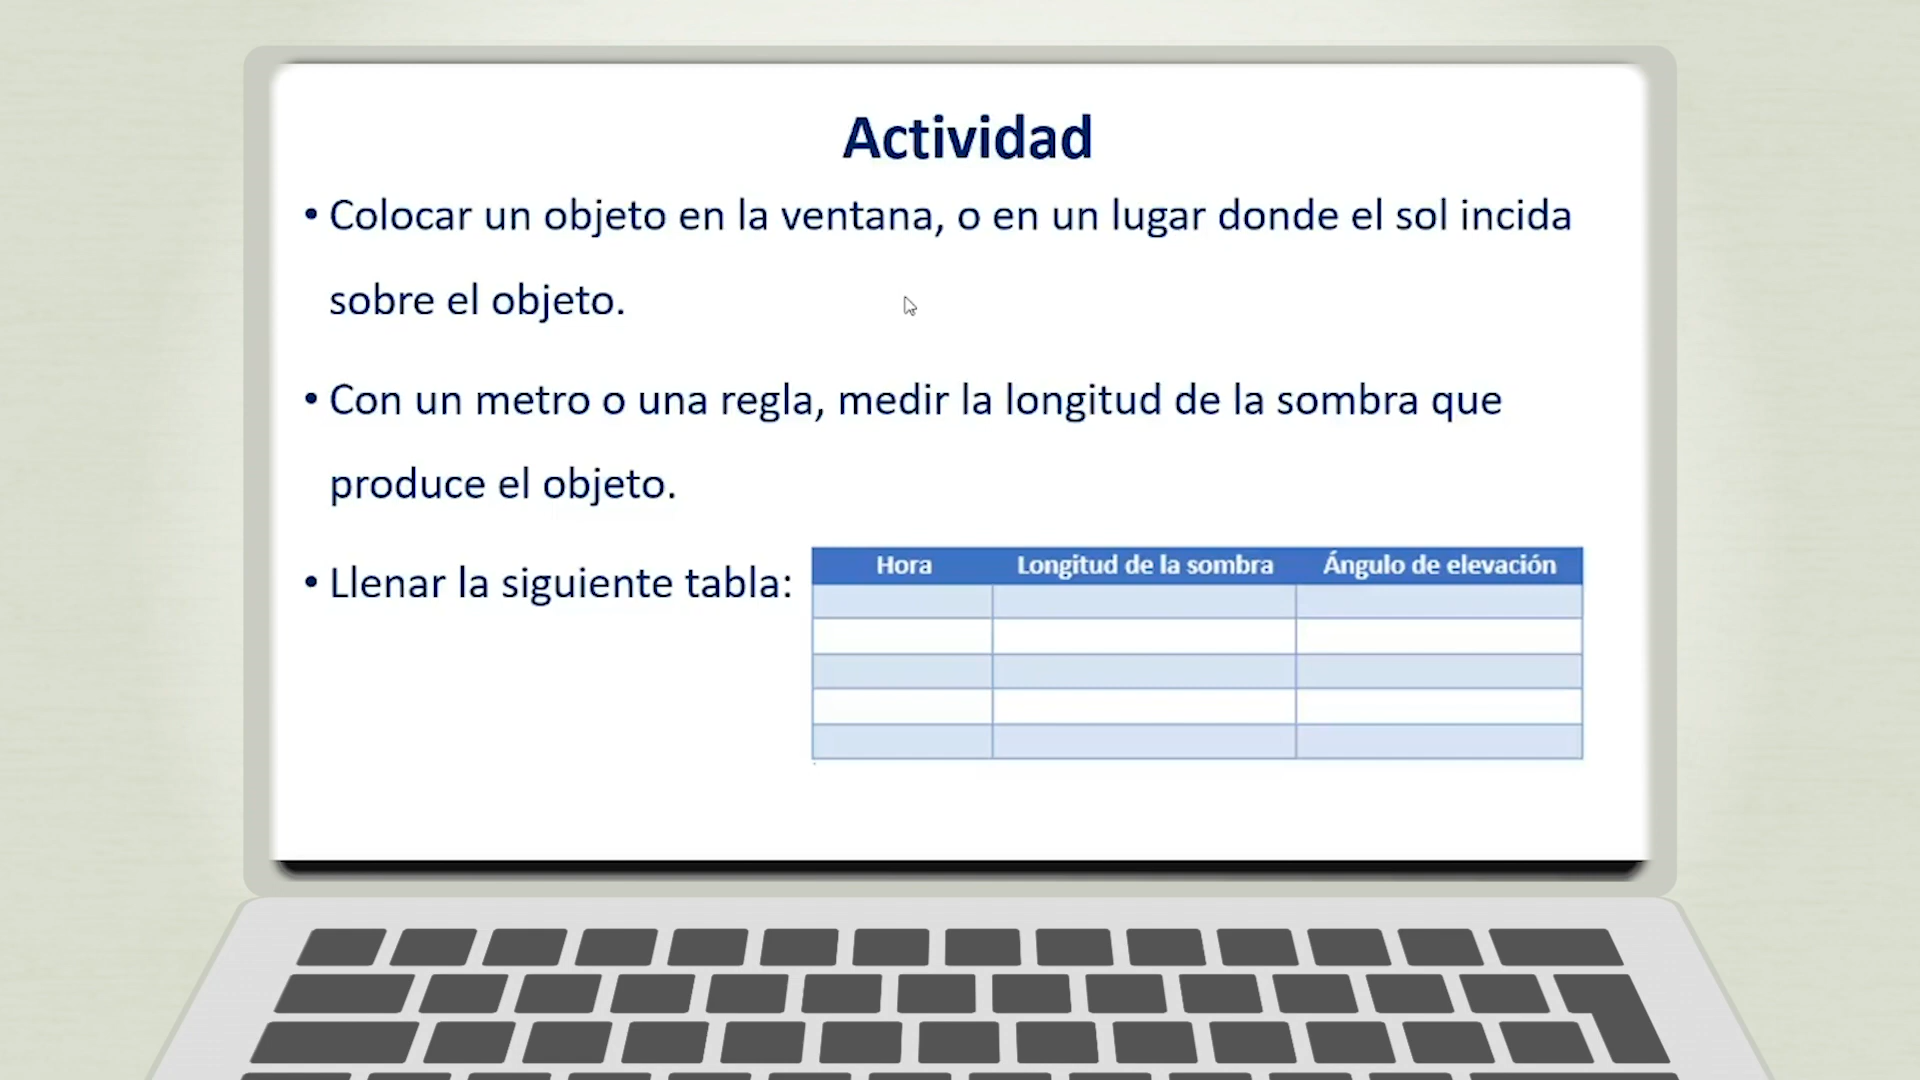 Actividad
• Colocar un objeto en la ventana, o en un lugar donde el sol incida
sobre el objeto.
• Con un metro o una regla, medir la longitud de la sombra que
produce el objeto.
• Llenar la siguiente tabla:
Hora Longitud de la sombra Ángulo de elevación